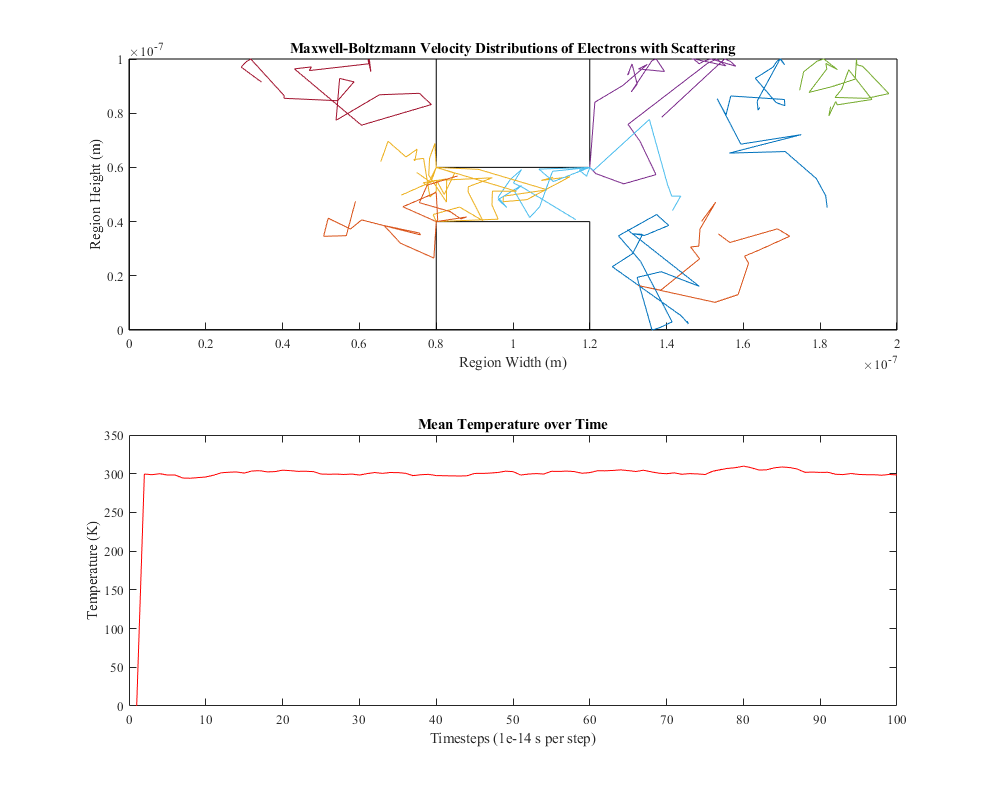 Maxwell-Boltzmann Velocity Distributions of Electrons with Scattering
×10^-7
1
0.8
0.6
0.4
0.2
0
Region Height (m)
0 0.2 0.4 0.6 0.8 1 1.2 1.4 1.6 1.8 2
Region Width (m)
×10^-7
Mean Temperature over Time
350
300
250
200
150
100
50
0
Temperature (K)
0 10 20 30 40 50 60 70 80 90 100
Timesteps (1e-14 s per step)